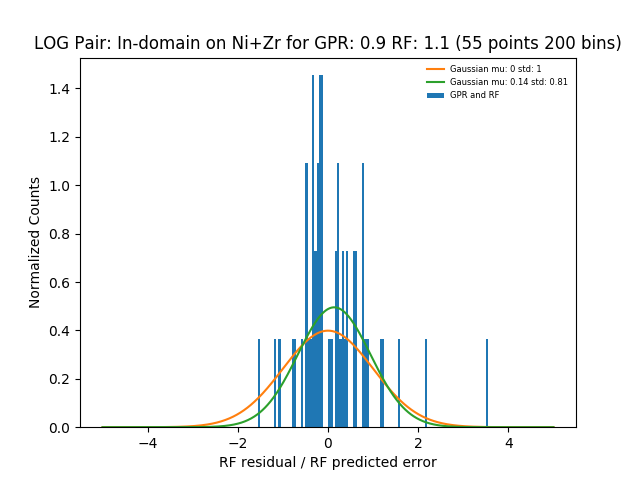 LOG Pair: In-domain on Ni+Zr for GPR: 0.9 RF: 1.1 (55 points 200 bins)
Gaussian mu: 0 std: 1
Gaussian mu: 0.14 std: 0.81
GPR and RF
Normalized Counts
1.4
1.2
1.0
0.8
0.6
0.4
0.2
0.0
−4 −2 0 2 4
RF residual / RF predicted error